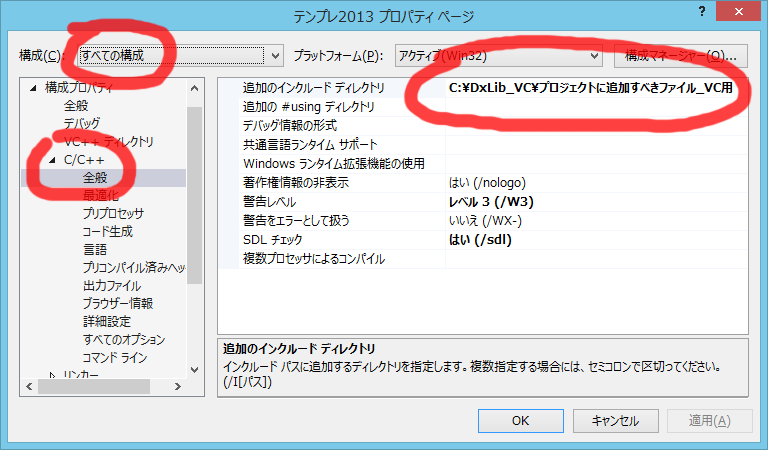 テンプレ2013 プロパティ ページ
構成(C): すべての構成 プラットフォーム(P): アクティブ(Win32) 構成マネージャー(O)...
構成プロパティ
全般
デバッグ
VC++ ディレクトリ
C/C++
全般
最適化
プリプロセッサ
コード生成
言語
プリコンパイル済みヘッ
出力ファイル
ブラウザー情報
詳細設定
すべてのオプション
コマンド ライン
リンカー
追加のインクルード ディレクトリ C:¥DxLib_VC¥プロジェクトに追加すべきファイル_VC用
追加の #using ディレクトリ
デバッグ情報の形式
共通言語ランタイム サポート
Windows ランタイム拡張機能の使用
著作権情報の非表示 はい (/nologo)
警告レベル レベル 3 (/W3)
警告をエラーとして扱う いいえ (/WX-)
SDL チェック はい (/sdl)
複数プロセッサによるコンパイル
追加のインクルード ディレクトリ
インクルード パスに追加するディレクトリを指定します。複数指定する場合には、セミコロンで区切ってください。
(/I[パス])
OK キャンセル 適用(A)